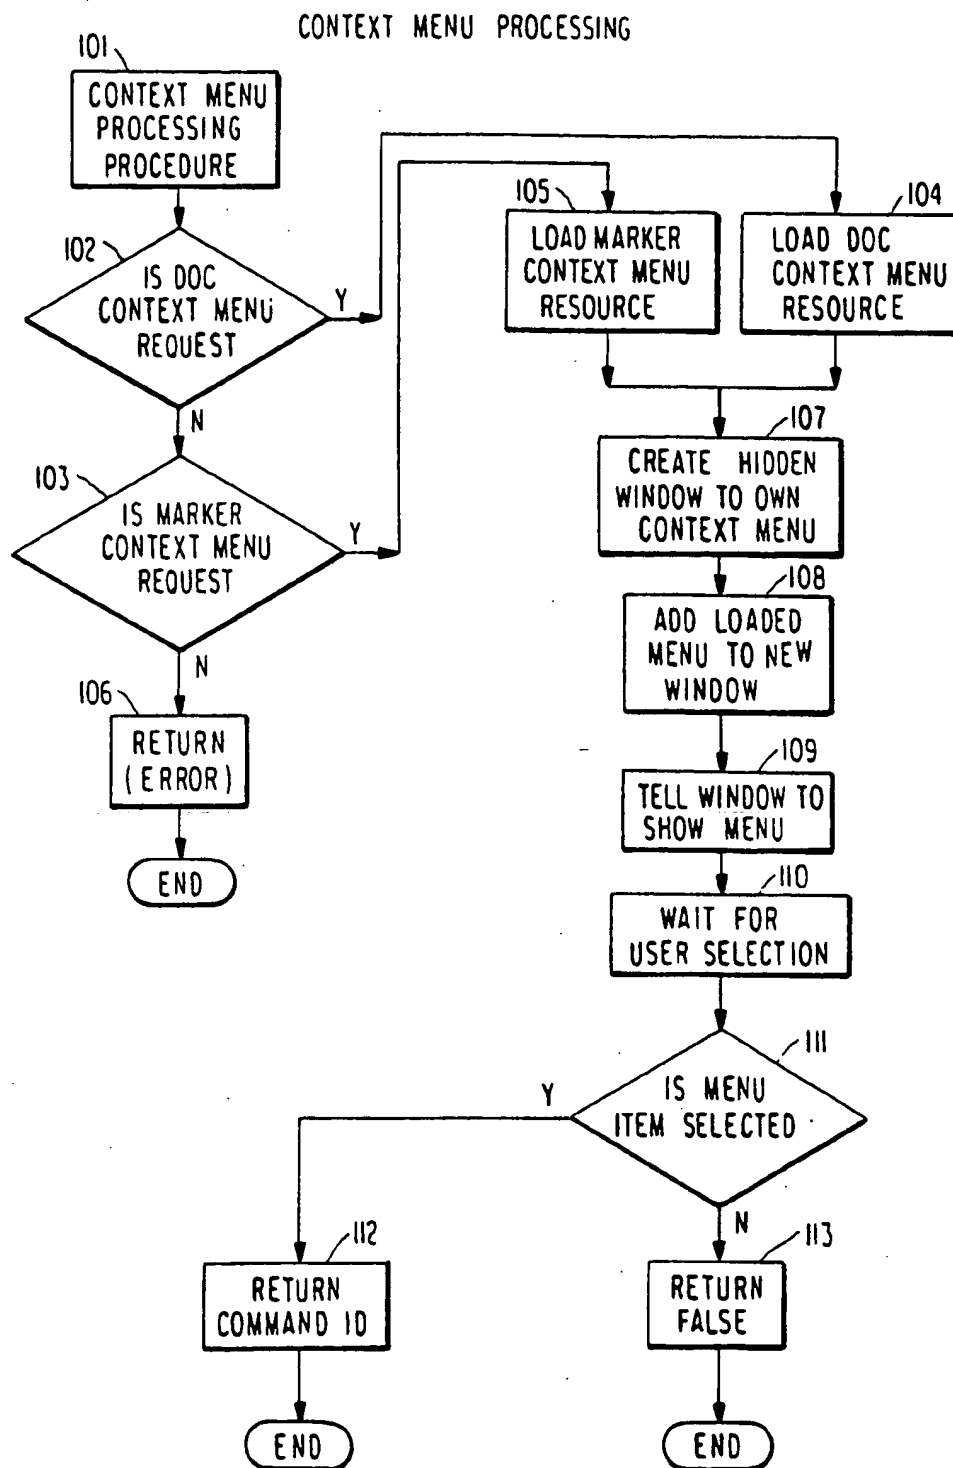 CONTEXT MENU PROCESSING
101
CONTEXT MENU
PROCESSING
PROCEDURE
102
IS DOC
CONTEXT MENU
REQUEST
Y
N
103
IS MARKER
CONTEXT MENU
REQUEST
Y
N
106
RETURN
(ERROR)
END
105
LOAD MARKER
CONTEXT MENU
RESOURCE
104
LOAD DOC
CONTEXT MENU
RESOURCE
107
CREATE HIDDEN
WINDOW TO OWN
CONTEXT MENU
108
ADD LOADED
MENU TO NEW
WINDOW
109
TELL WINDOW TO
SHOW MENU
110
WAIT FOR
USER SELECTION
111
IS MENU
ITEM SELECTED
Y
N
112
RETURN
COMMAND ID
END
113
RETURN
FALSE
END